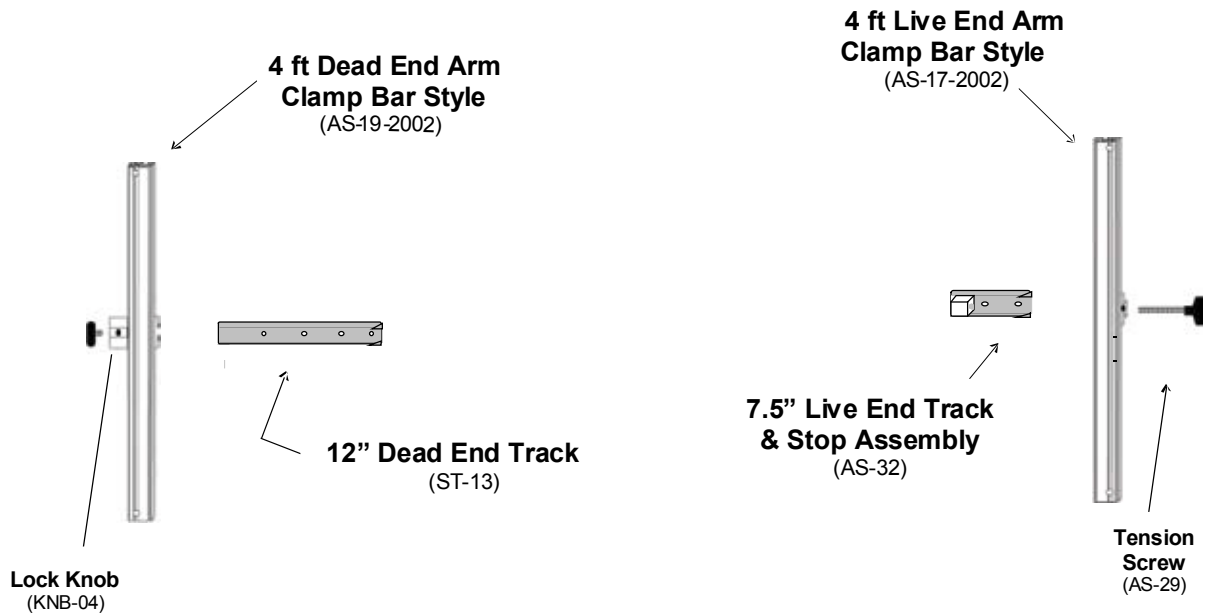 4 ft Dead End Arm
Clamp Bar Style
(AS-19-2002)
4 ft Live End Arm
Clamp Bar Style
(AS-17-2002)
12” Dead End Track
(ST-13)
7.5” Live End Track
& Stop Assembly
(AS-32)
Lock Knob
(KNB-04)
Tension
Screw
(AS-29)